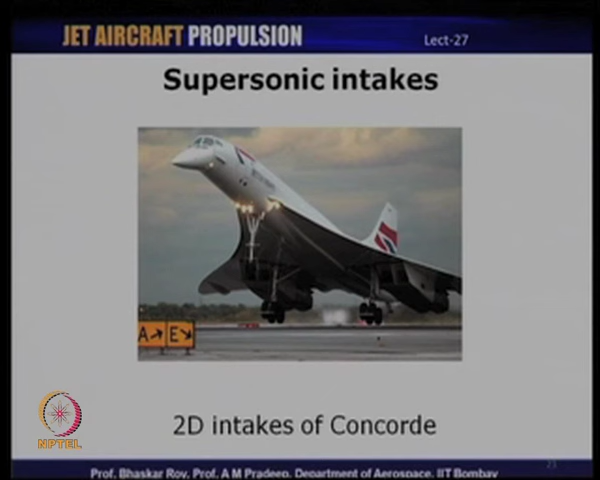 JET AIRCRAFT PROPULSION Lect-27
Supersonic intakes
A E
2D intakes of Concorde
NPTEL
Prof. Bhaskar Roy, Prof. A M Pradeep, Department of Aerospace, IIT Bombay